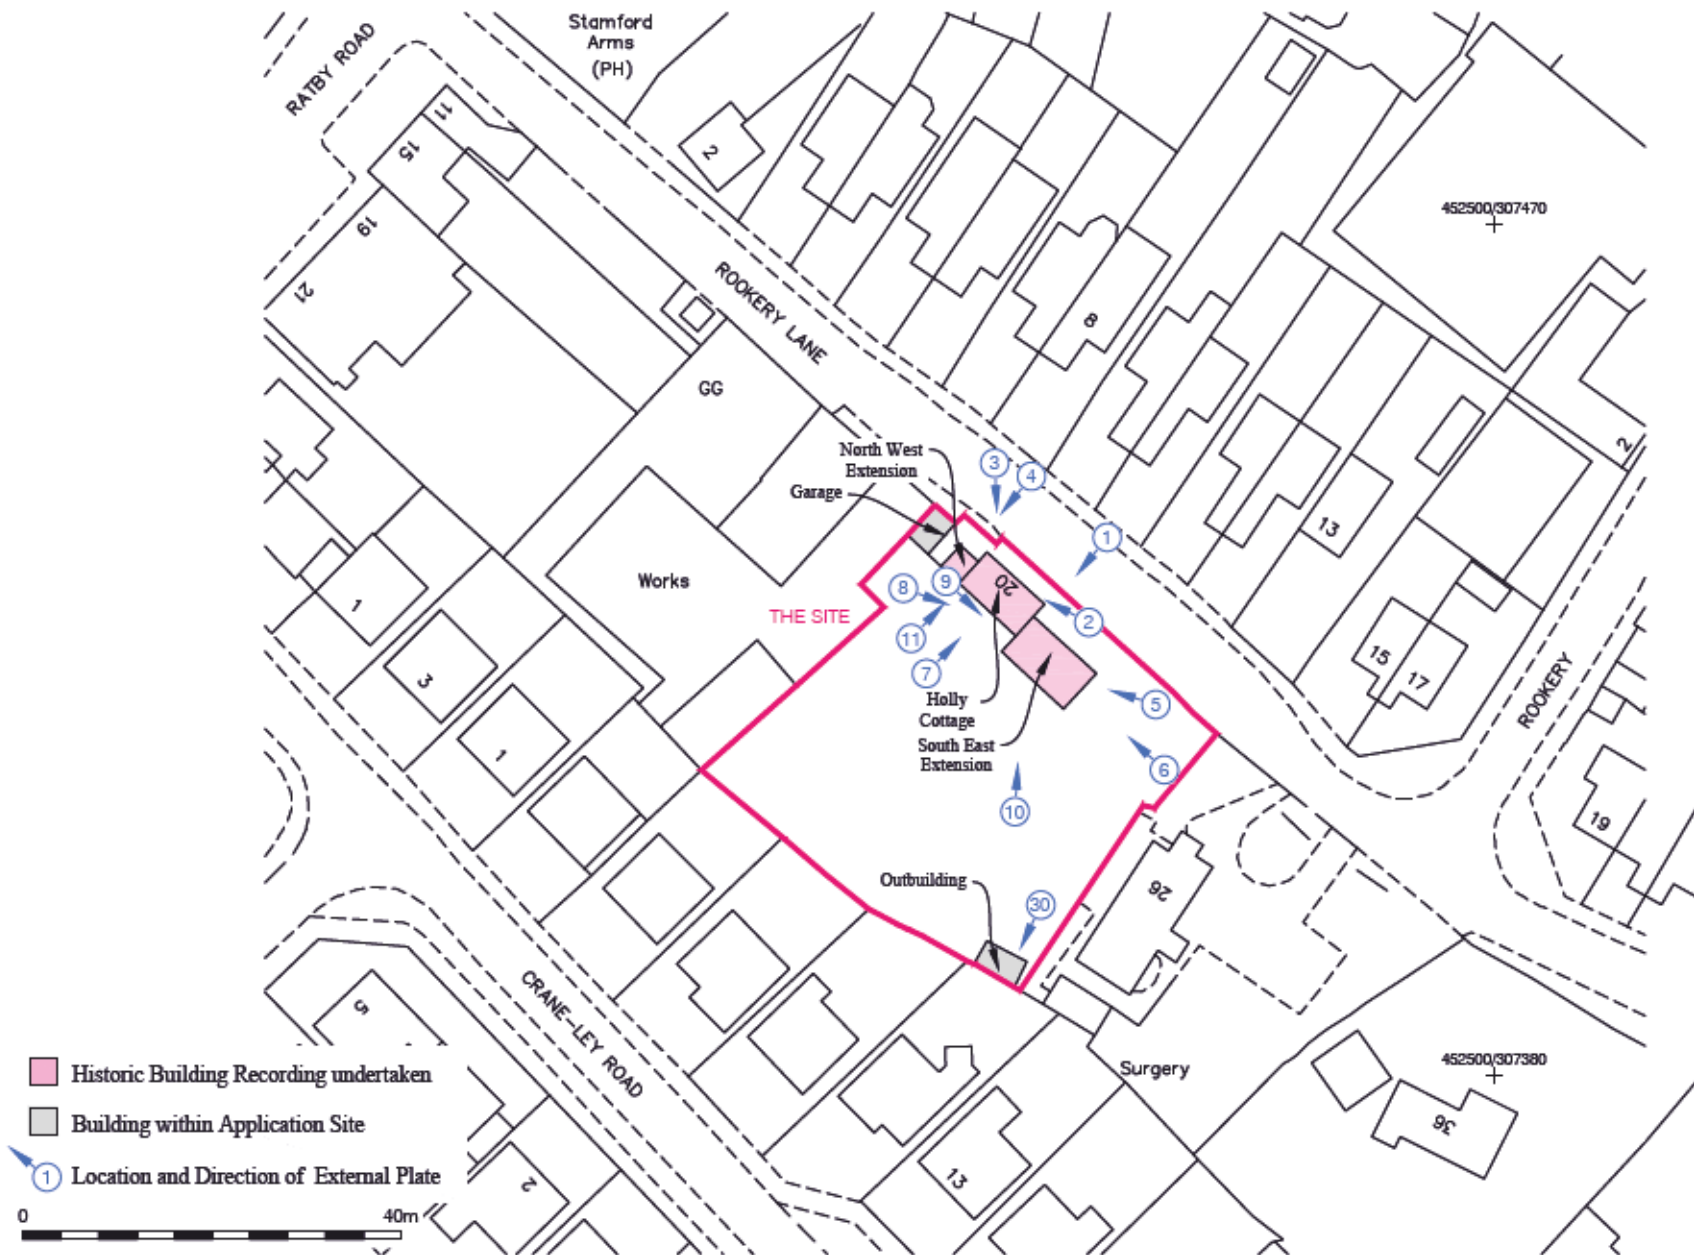 Stamford
Arms
(PH)
RATBY ROAD
11
15
2
19
21
452500/307470
ROOKERY LANE
8
GG
2
North West
Extension
3
4
Garage
13
1
Works
20
9
8
THE SITE
2
11
1
7
15
17
3
Holly
Cottage
5
ROOKERY
South East
Extension
1
6
10
19
Outbuilding
26
30
CRANE-LEY ROAD
5
Surgery
452500/307380
36
13
2
Historic Building Recording undertaken
Building within Application Site
1 Location and Direction of External Plate
0 40m